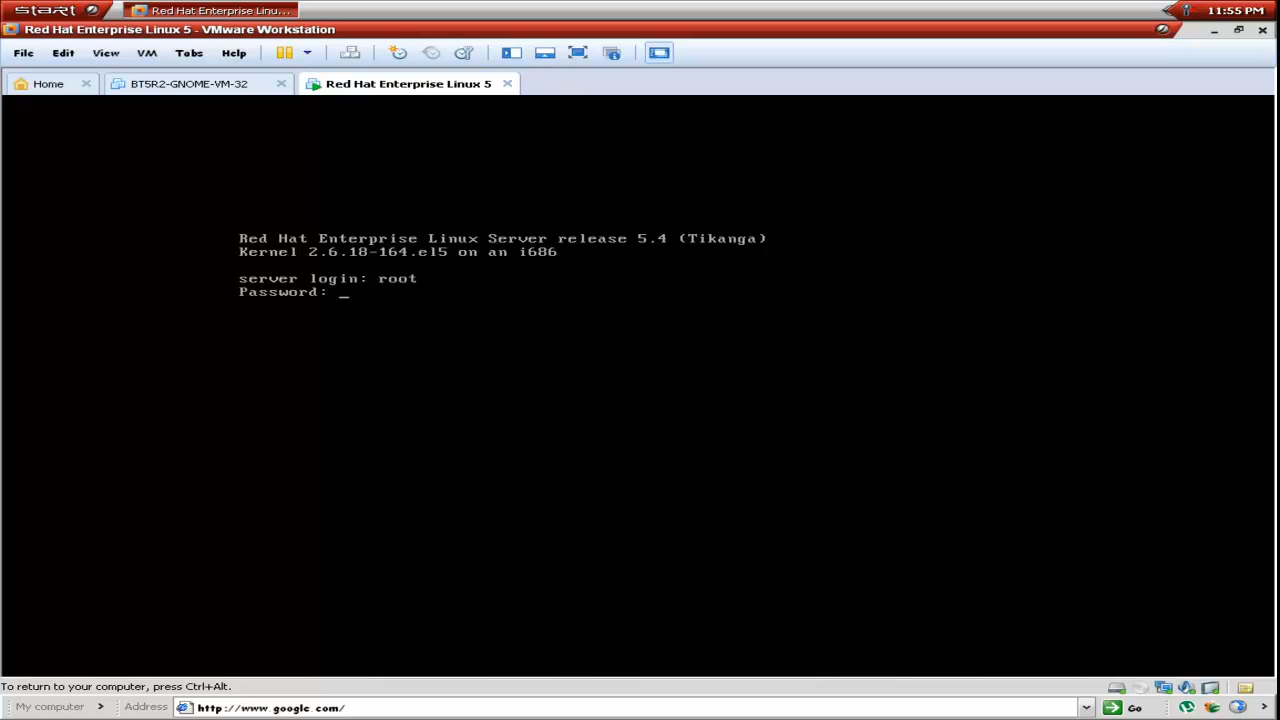 start
Red Hat Enterprise Linu...
11:55 PM
Red Hat Enterprise Linux 5 - VMware Workstation
File Edit View VM Tabs Help
Home
BT5R2-GNOME-VM-32
Red Hat Enterprise Linux 5
Red Hat Enterprise Linux Server release 5.4 (Tikanga)
Kernel 2.6.18-164.el5 on an i686
server login: root
Password: _
To return to your computer, press Ctrl+Alt.
My computer
Address
http://www.google.com/
Go